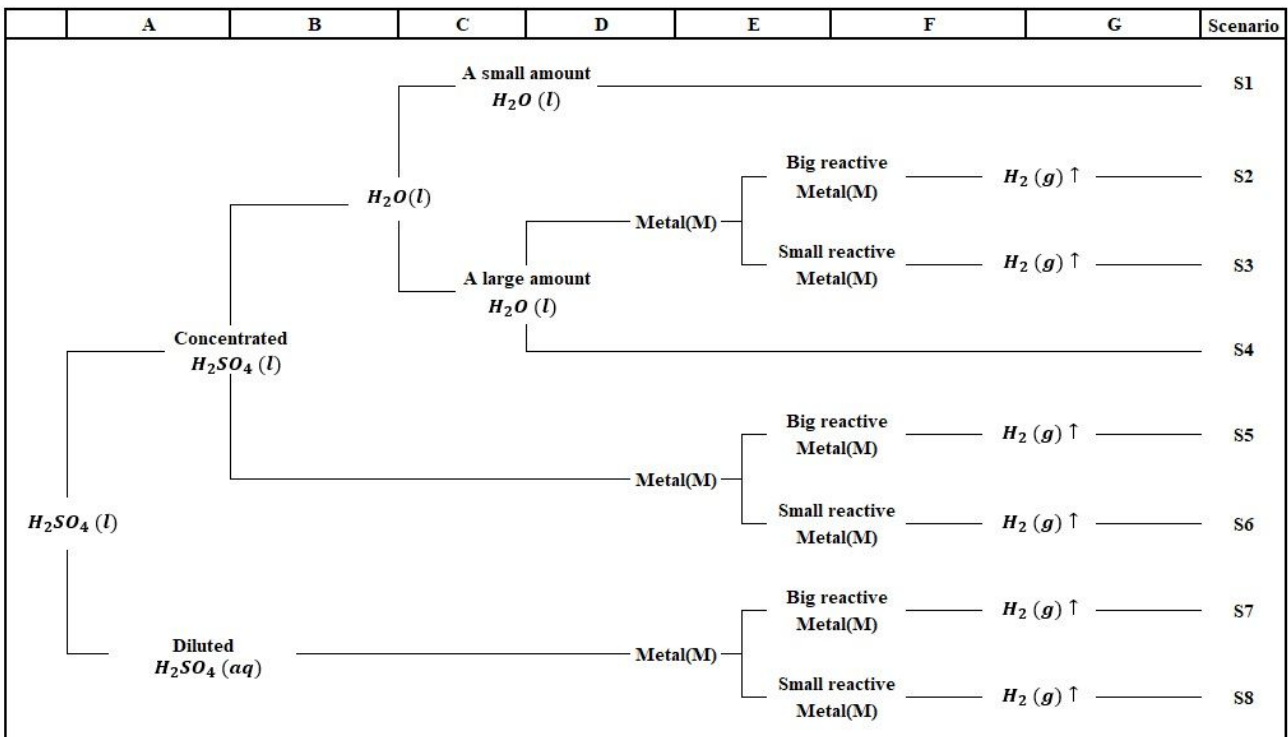 A B C D E F G Scenario
A small amount
H₂O (l)
S1
Big reactive
Metal(M)
H₂ (g) ↑
S2
H₂O(l)
Metal(M)
Small reactive
Metal(M)
H₂ (g) ↑
S3
A large amount
H₂O (l)
Concentrated
H₂SO₄ (l)
S4
Big reactive
Metal(M)
H₂ (g) ↑
S5
Metal(M)
Small reactive
Metal(M)
H₂ (g) ↑
S6
H₂SO₄ (l)
Big reactive
Metal(M)
H₂ (g) ↑
S7
Diluted
H₂SO₄ (aq)
Metal(M)
Small reactive
Metal(M)
H₂ (g) ↑
S8